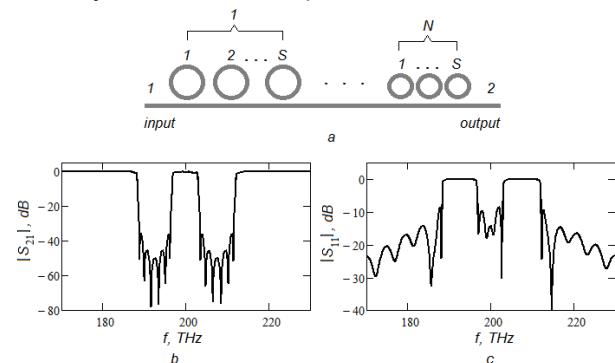 1
N
1 2 ... S
1 ... S
1 . . . 2
input output
a
0
-20
-40
-60
-80
|S21|, dB
180 200 220
f, THz
b
0
-10
-20
-30
-40
|S11|, dB
180 200 220
f, THz
c